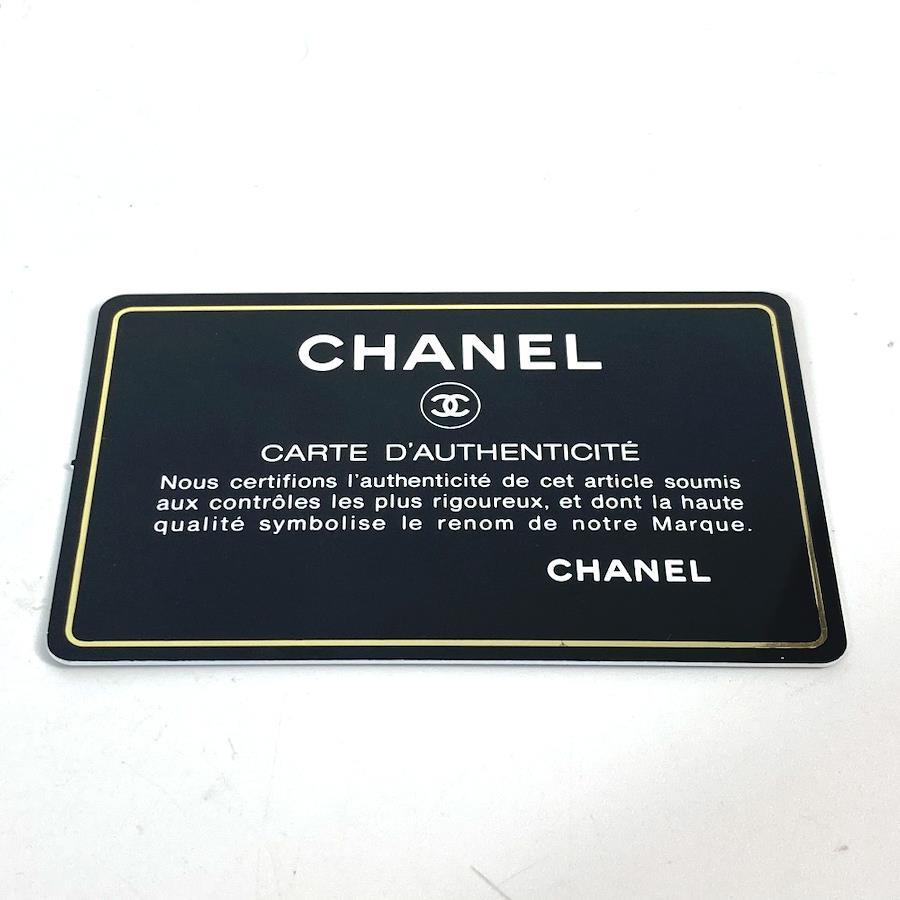 CHANEL
CARTE D'AUTHENTICITÉ
Nous certifions l'authenticité de cet article soumis
aux contrôles les plus rigoureux, et dont la haute
qualité symbolise le renom de notre Marque.
CHANEL